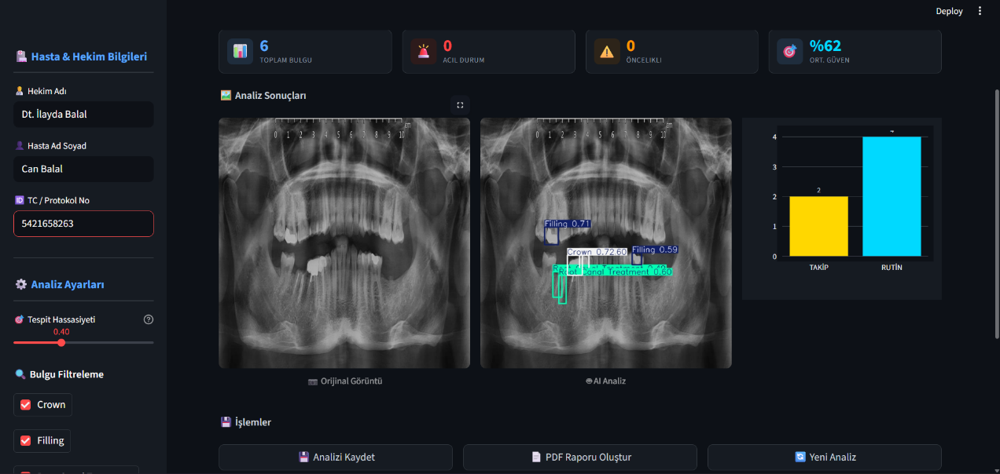 Deploy
Hasta & Hekim Bilgileri
Hekim Adı
Dt. İlayda Balal
Hasta Ad Soyad
Can Balal
ID TC / Protokol No
5421658263
Analiz Ayarları
Tespit Hassasiyeti
0.40
Bulgu Filtreleme
Crown
Filling
6
TOPLAM BULGU
0
ACIL DURUM
0
ÖNCELIKLI
%62
ORT. GÜVEN
Analiz Sonuçları
0 1 2 3 4 5 6 7 8 9 10
cm
Orijinal Görüntü
0 1 2 3 4 5 6 7 8 9 10
cm
Filling 0.71
Crown 0.72.60
Filling 0.59
Root Canal Treatment 0.60
AI Analiz
4
3
2
1
0
2
4
TAKİP
RUTİN
İşlemler
Analizi Kaydet
PDF Raporu Oluştur
Yeni Analiz